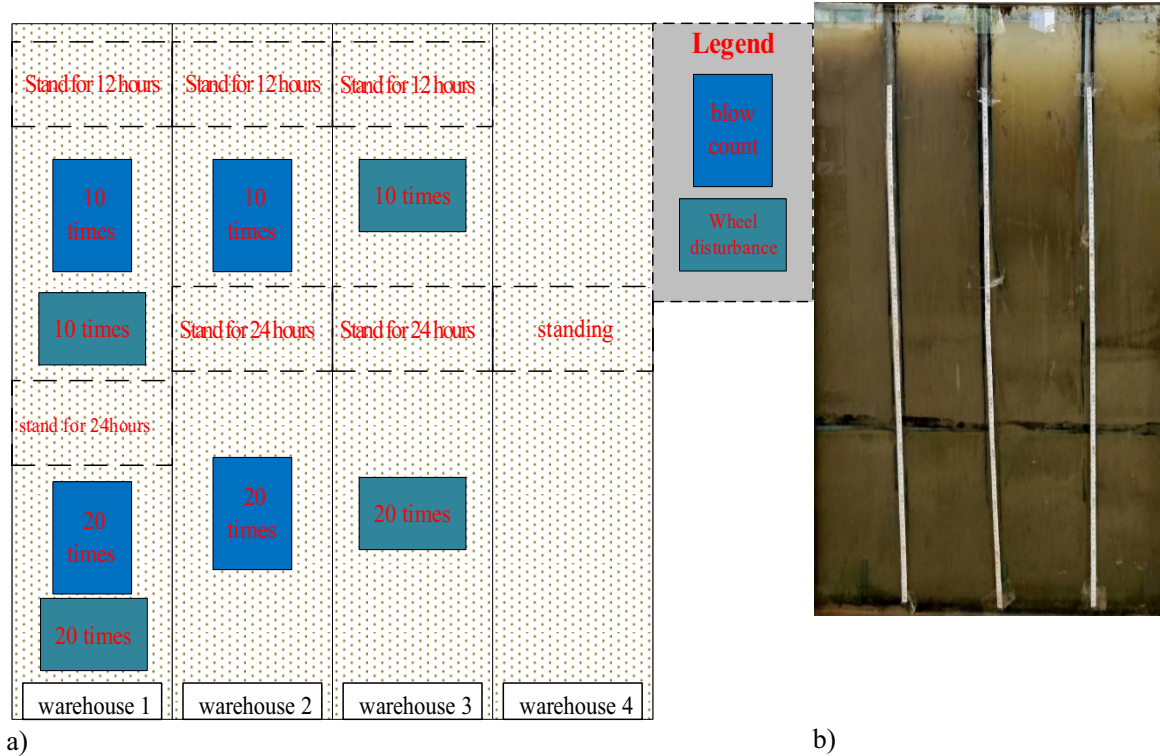 Stand for 12 hours
Stand for 12 hours
Stand for 12 hours
Legend
blow
count
Wheel
disturbance
10
times
10
times
10 times
10 times
Stand for 24 hours
Stand for 24 hours
standing
stand for 24hours
20
times
20
times
20 times
20 times
warehouse 1
warehouse 2
warehouse 3
warehouse 4
a)
b)